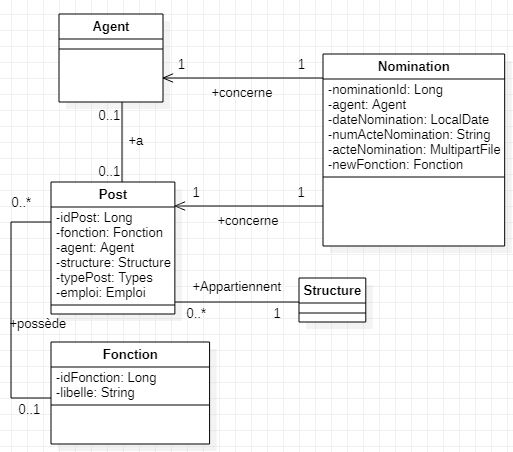 Agent
Nomination
-nominationId: Long
-agent: Agent
-dateNomination: LocalDate
-numActeNomination: String
-acteNomination: MultipartFile
-newFonction: Fonction
1
1
+concerne
0..1
+a
0..1
Post
-idPost: Long
-fonction: Fonction
-agent: Agent
-structure: Structure
-typePost: Types
-emploi: Emploi
0..*
1
1
+concerne
+Appartiennent
0..*
1
Structure
+possède
0..1
Fonction
-idFonction: Long
-libelle: String